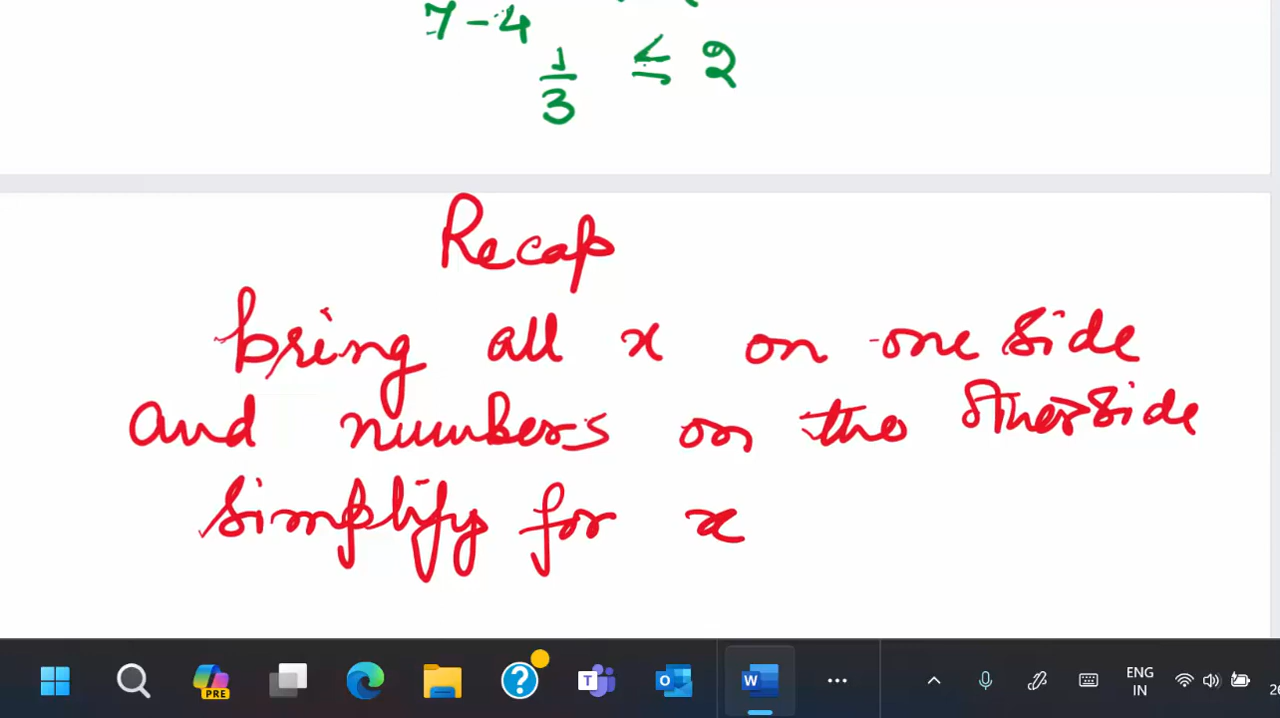 7-4
1/3 ≤ 2
Recap
bring all x on one side
and numbers on the otherside
simplify for x
PRE
ENG
IN